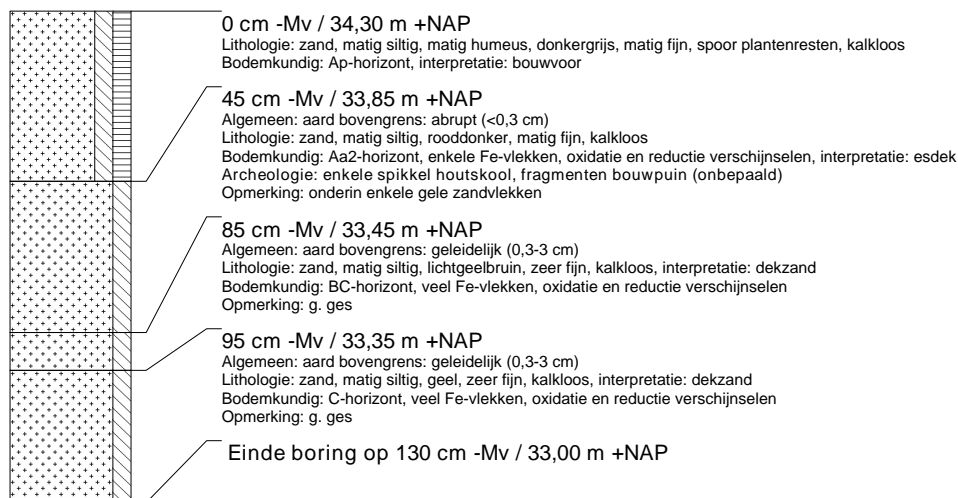 0 cm -Mv / 34,30 m +NAP
Lithologie: zand, matig siltig, matig humeus, donkergrijs, matig fijn, spoor plantenresten, kalkloos
Bodemkundig: Ap-horizont, interpretatie: bouwvoor
45 cm -Mv / 33,85 m +NAP
Algemeen: aard bovengrens: abrupt (<0,3 cm)
Lithologie: zand, matig siltig, rooddonker, matig fijn, kalkloos
Bodemkundig: Aa2-horizont, enkele Fe-vlekken, oxidatie en reductie verschijnselen, interpretatie: esdek
Archeologie: enkele spikkel houtskool, fragmenten bouwpuin (onbepaald)
Opmerking: onderin enkele gele zandvlekken
85 cm -Mv / 33,45 m +NAP
Algemeen: aard bovengrens: geleidelijk (0,3-3 cm)
Lithologie: zand, matig siltig, lichtgeelbruin, zeer fijn, kalkloos, interpretatie: dekzand
Bodemkundig: BC-horizont, veel Fe-vlekken, oxidatie en reductie verschijnselen
Opmerking: g. ges
95 cm -Mv / 33,35 m +NAP
Algemeen: aard bovengrens: geleidelijk (0,3-3 cm)
Lithologie: zand, matig siltig, geel, zeer fijn, kalkloos, interpretatie: dekzand
Bodemkundig: C-horizont, veel Fe-vlekken, oxidatie en reductie verschijnselen
Opmerking: g. ges
Einde boring op 130 cm -Mv / 33,00 m +NAP